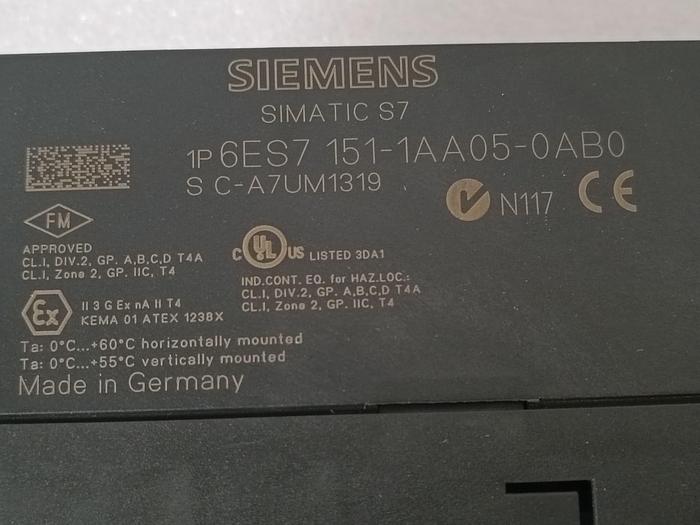 SIEMENS
SIMATIC S7
1P 6ES7 151-1AA05-0AB0
S C-A7UM1319
N117 CE
FM
APPROVED
CL.I, DIV.2, GP. A,B,C,D T4A
CL.I, Zone 2, GP. IIC, T4
C UL US LISTED 3DA1
IND.CONT. EQ. for HAZ.LOC.:
CL.I, DIV.2, GP. A,B,C,D T4A
CL.I, Zone 2, GP. IIC, T4
Ex
II 3 G Ex nA II T4
KEMA 01 ATEX 1238X
Ta: 0°C...+60°C horizontally mounted
Ta: 0°C...+55°C vertically mounted
Made in Germany